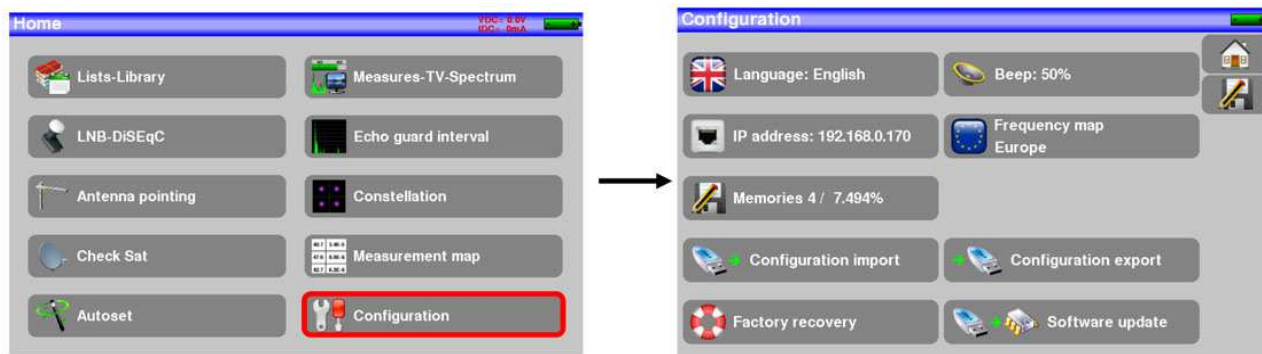 Home
VDC= 0.0V
IDC= 0mA
Lists-Library
Measures-TV-Spectrum
LNB-DiSEqC
Echo guard interval
Antenna pointing
Constellation
Check Sat
Measurement map
Autoset
Configuration
Configuration
Language: English
Beep: 50%
IP address: 192.168.0.170
Frequency map
Europe
Memories 4 / 7.494%
Configuration import
Configuration export
Factory recovery
Software update